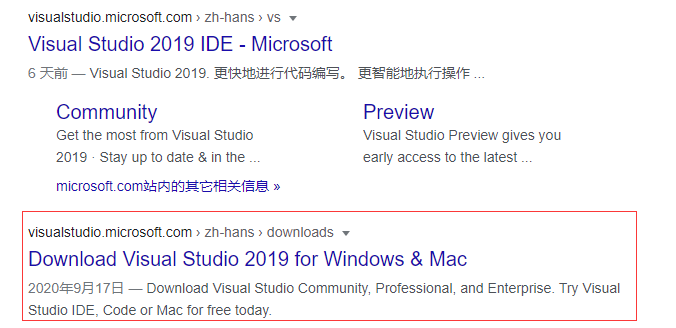 visualstudio.microsoft.com › zh-hans › vs
Visual Studio 2019 IDE - Microsoft
6 天前 — Visual Studio 2019. 更快地进行代码编写。 更智能地执行操作 ...
Community
Get the most from Visual Studio
2019 · Stay up to date & in the ...
Preview
Visual Studio Preview gives you
early access to the latest ...
microsoft.com站内的其它相关信息 »
visualstudio.microsoft.com › zh-hans › downloads
Download Visual Studio 2019 for Windows & Mac
2020年9月17日 — Download Visual Studio Community, Professional, and Enterprise. Try Visual
Studio IDE, Code or Mac for free today.